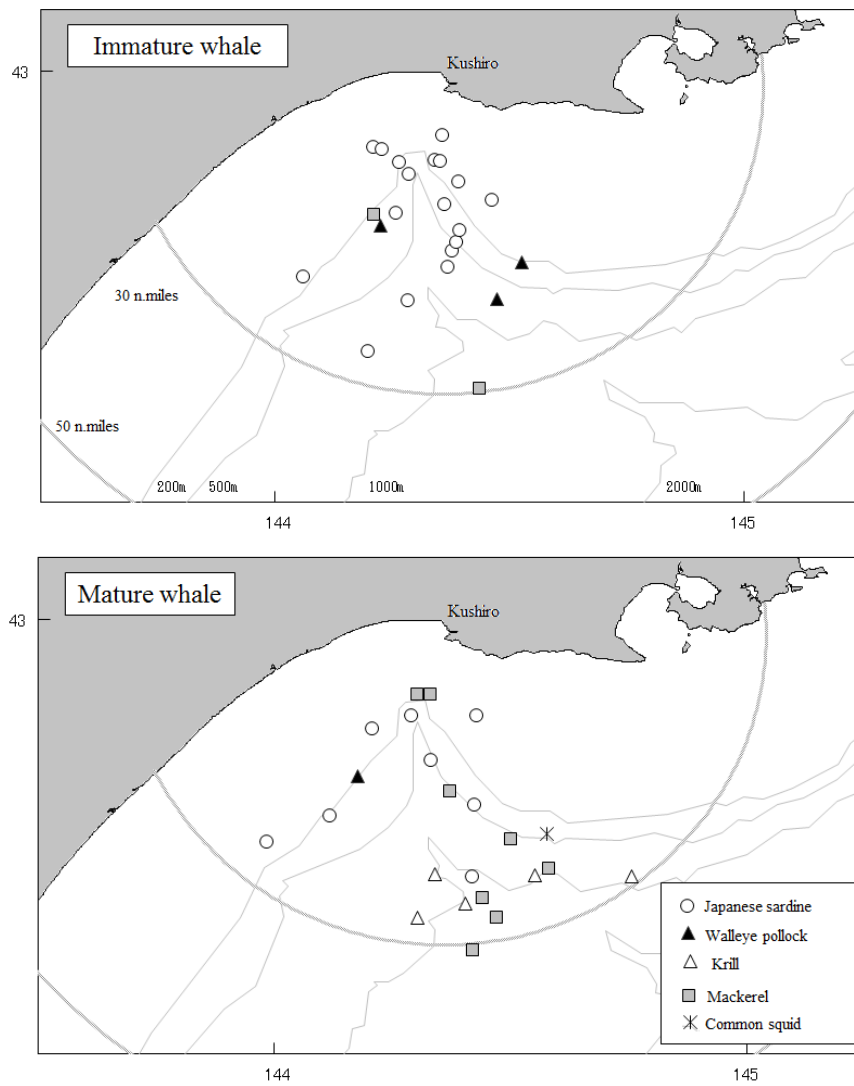 Immature whale
Kushiro
43
30 n.miles
50 n.miles
200m 500m 1000m 2000m
144 145
Mature whale
Kushiro
43
Japanese sardine
Walleye pollock
Krill
Mackerel
Common squid
144 145